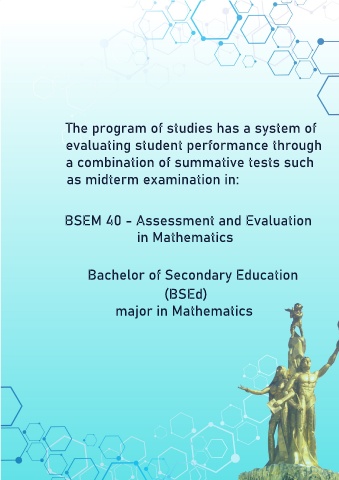 The program of studies has a system of
evaluating student performance through
a combination of summative tests such
as midterm examination in:
BSEM 40 - Assessment and Evaluation
in Mathematics
Bachelor of Secondary Education
(BSEd)
major in Mathematics